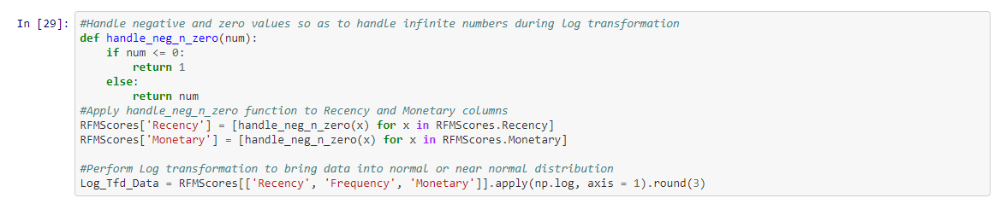 In [29]: #Handle negative and zero values so as to handle infinite numbers during log transformation
def handle_neg_n_zero(num):
    if num <= 0:
        return 1
    else:
        return num
#Apply handle_neg_n_zero function to Recency and Monetary columns
RFMScores['Recency'] = [handle_neg_n_zero(x) for x in RFMScores.Recency]
RFMScores['Monetary'] = [handle_neg_n_zero(x) for x in RFMScores.Monetary]

#Perform Log transformation to bring data into normal or near normal distribution
Log_Tfd_Data = RFMScores[['Recency', 'Frequency', 'Monetary']].apply(np.log, axis = 1).round(3)